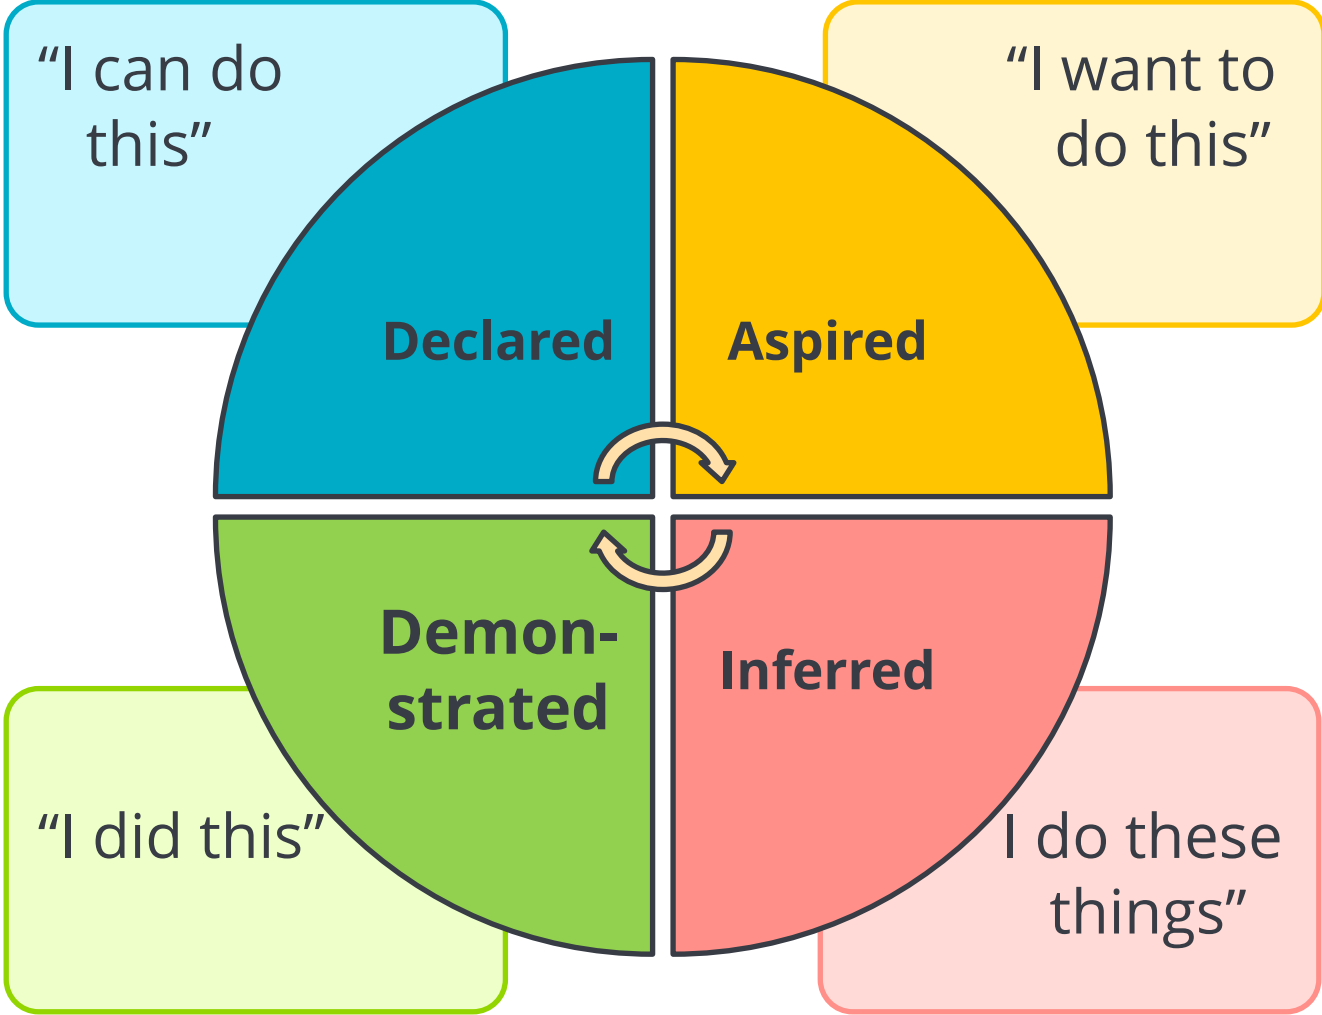 “I can do
this”
“I want to
do this”
Declared
Aspired
Demon-
strated
Inferred
“I did this”
I do these
things”